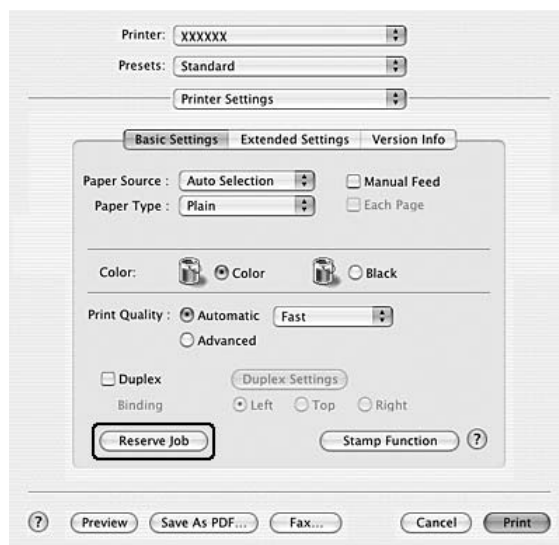 Printer: XXXXXX
Presets: Standard
Printer Settings
Basic Settings Extended Settings Version Info
Paper Source : Auto Selection Manual Feed
Paper Type : Plain Each Page
Color: Color Black
Print Quality : Automatic Fast
Advanced
Duplex Duplex Settings
Binding Left Top Right
Reserve Job Stamp Function ?
? Preview Save As PDF... Fax... Cancel Print